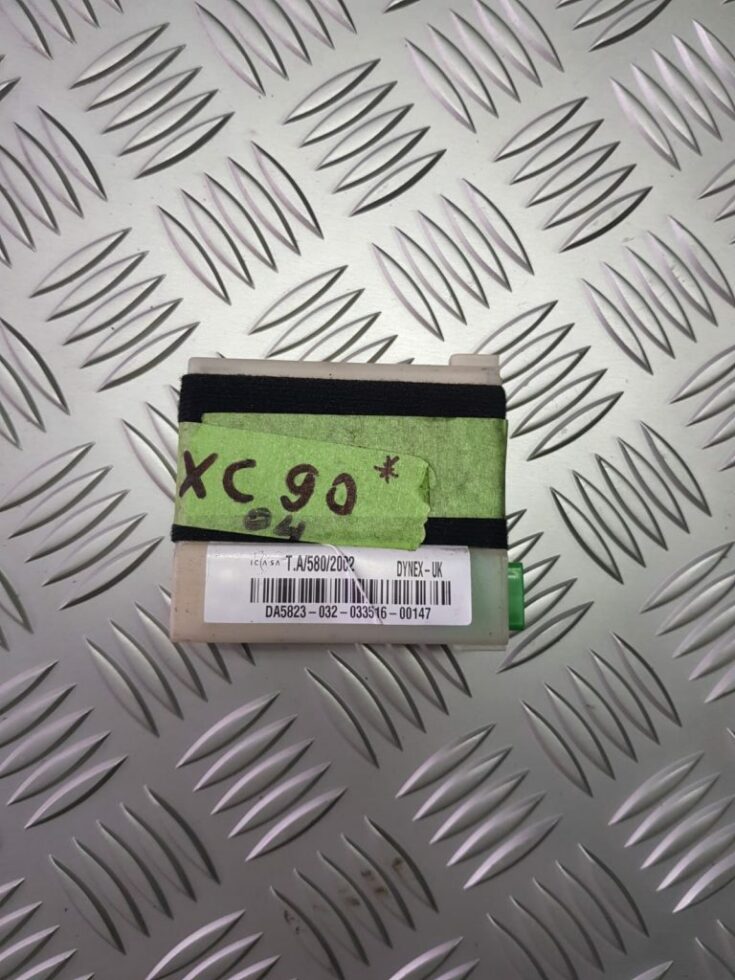 XC 90 *
04
ICASA T.A/580/2002 DYNEX-UK
DA5823-032-033516-00147